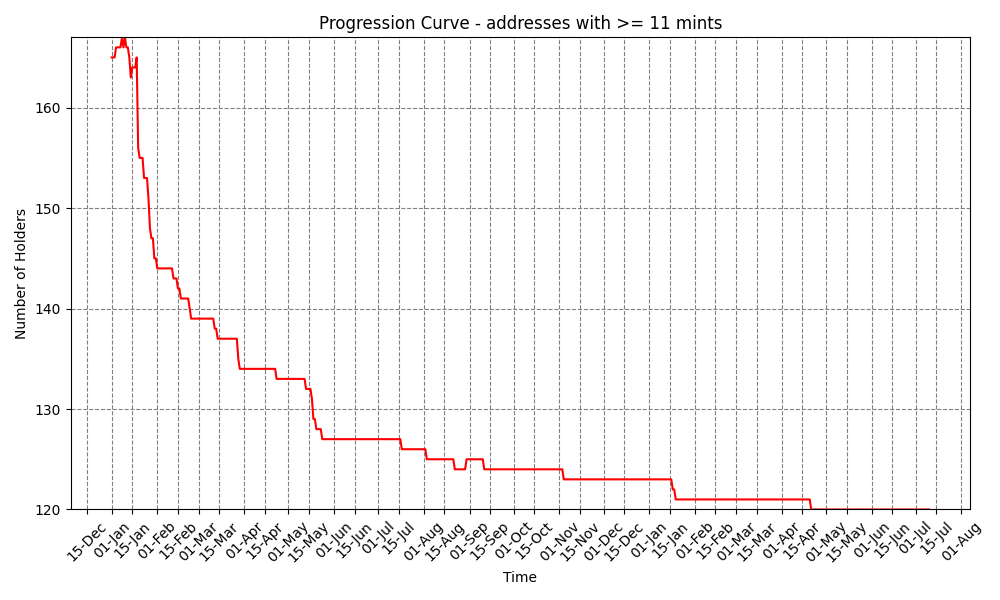 Progression Curve - addresses with >= 11 mints
Number of Holders
160
150
140
130
120
15-Dec
01-Jan
15-Jan
01-Feb
15-Feb
01-Mar
15-Mar
01-Apr
15-Apr
01-May
15-May
01-Jun
15-Jun
01-Jul
15-Jul
01-Aug
15-Aug
01-Sep
15-Sep
01-Oct
15-Oct
01-Nov
15-Nov
01-Dec
15-Dec
01-Jan
15-Jan
01-Feb
15-Feb
01-Mar
15-Mar
01-Apr
15-Apr
01-May
15-May
01-Jun
15-Jun
01-Jul
15-Jul
01-Aug
Time